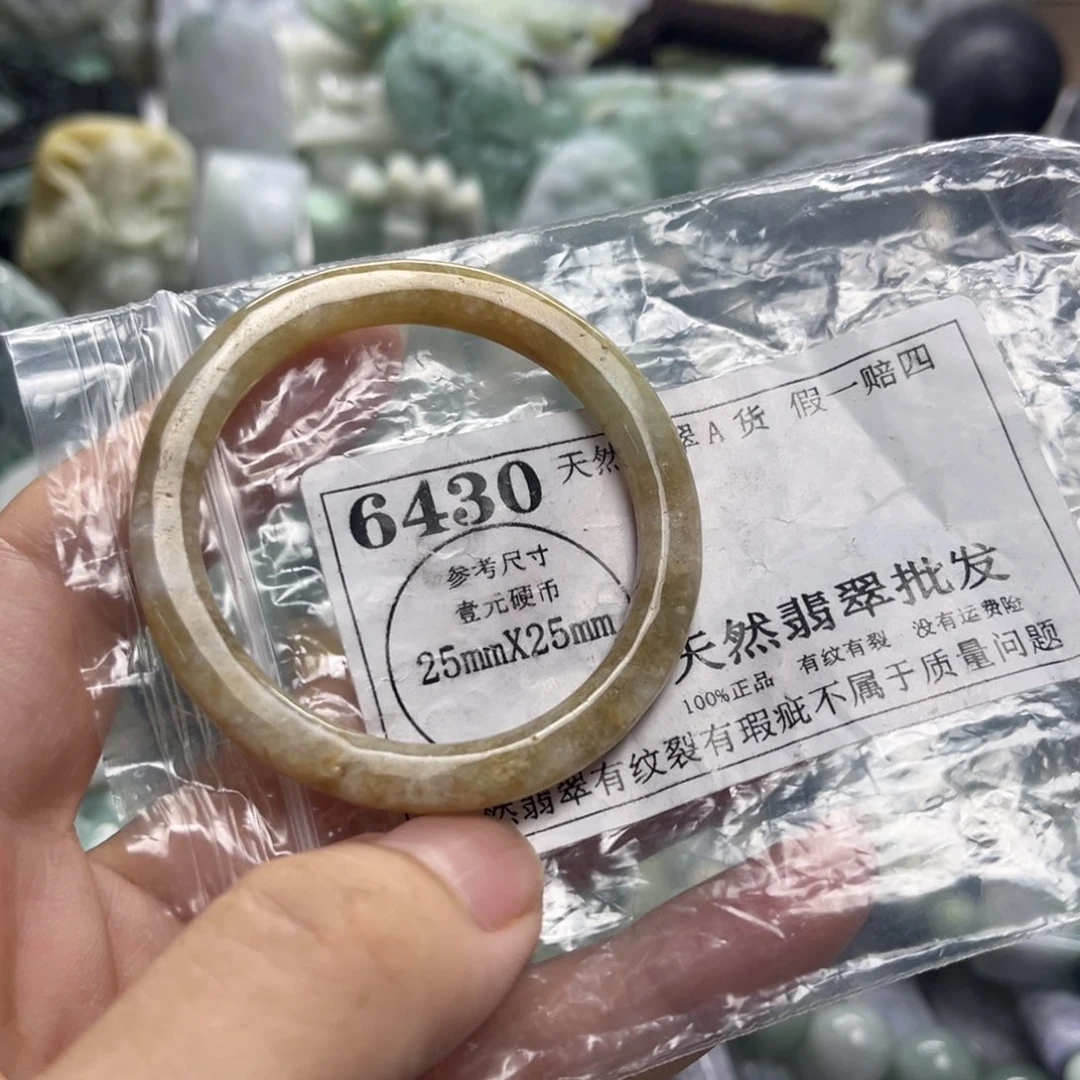 天然翠A货 假一赔四
6430
参考尺寸
壹元硬币
25mmX25mm
天然翡翠批发
100%正品 有纹有裂 没有运费险
然翡翠有纹裂有瑕疵不属于质量问题